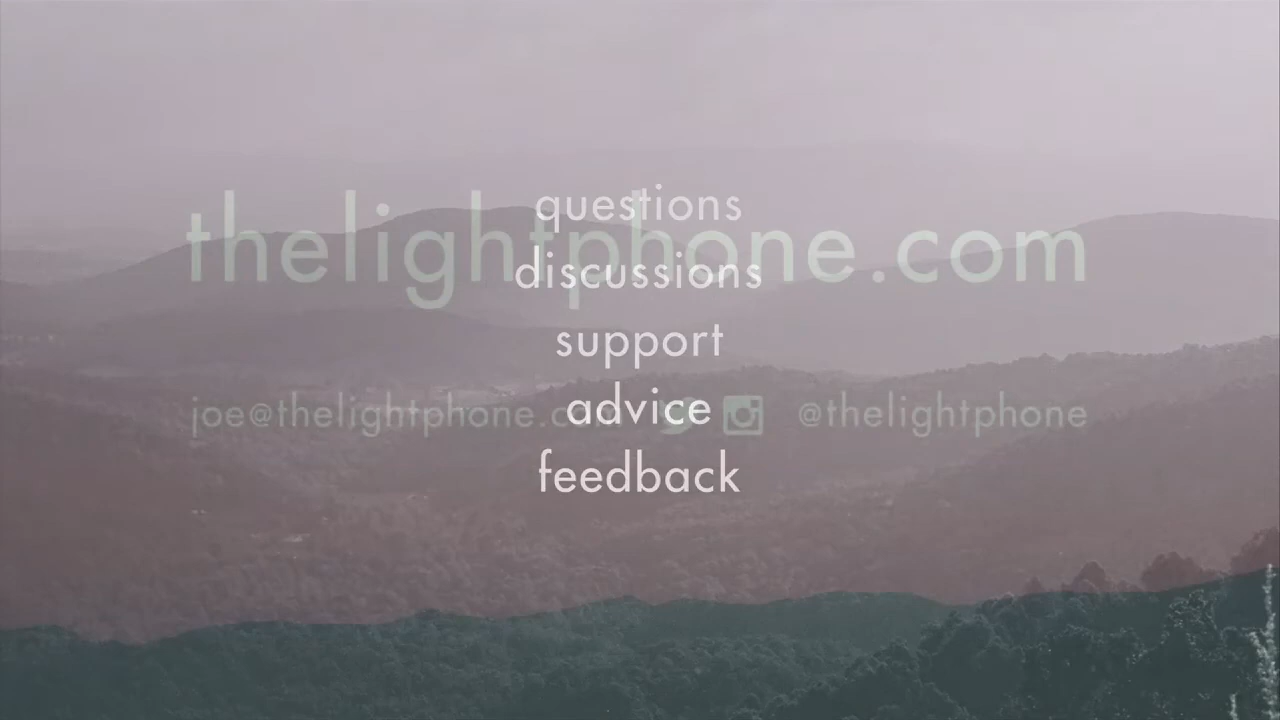 questions
thelightphone.com
discussions
support
joe@thelightphone.com @thelightphone
advice
feedback